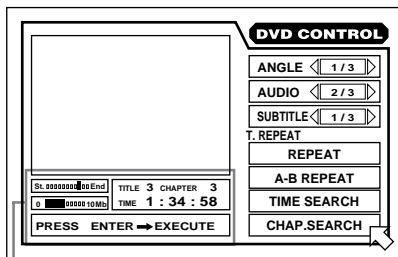 DVD CONTROL
ANGLE 1 / 3
AUDIO 2 / 3
SUBTITLE 1 / 3
T. REPEAT
REPEAT
A-B REPEAT
TIME SEARCH
CHAP.SEARCH
St. End
0 10Mb
TITLE 3 CHAPTER 3
TIME 1 : 34 : 58
PRESS ENTER ➡ EXECUTE